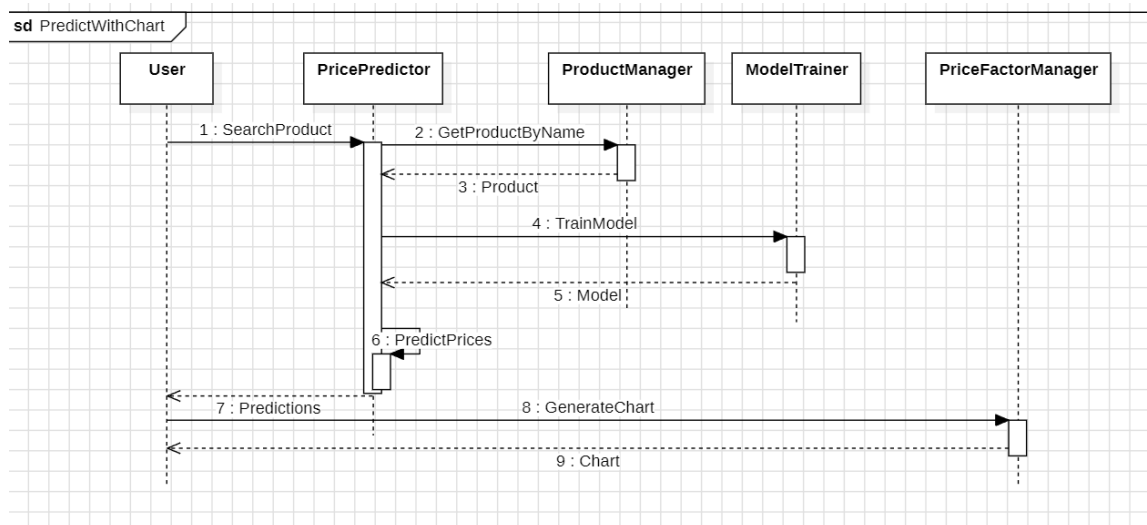 sd PredictWithChart
User
PricePredictor
ProductManager
ModelTrainer
PriceFactorManager
1 : SearchProduct
2 : GetProductByName
3 : Product
4 : TrainModel
5 : Model
6 : PredictPrices
7 : Predictions
8 : GenerateChart
9 : Chart